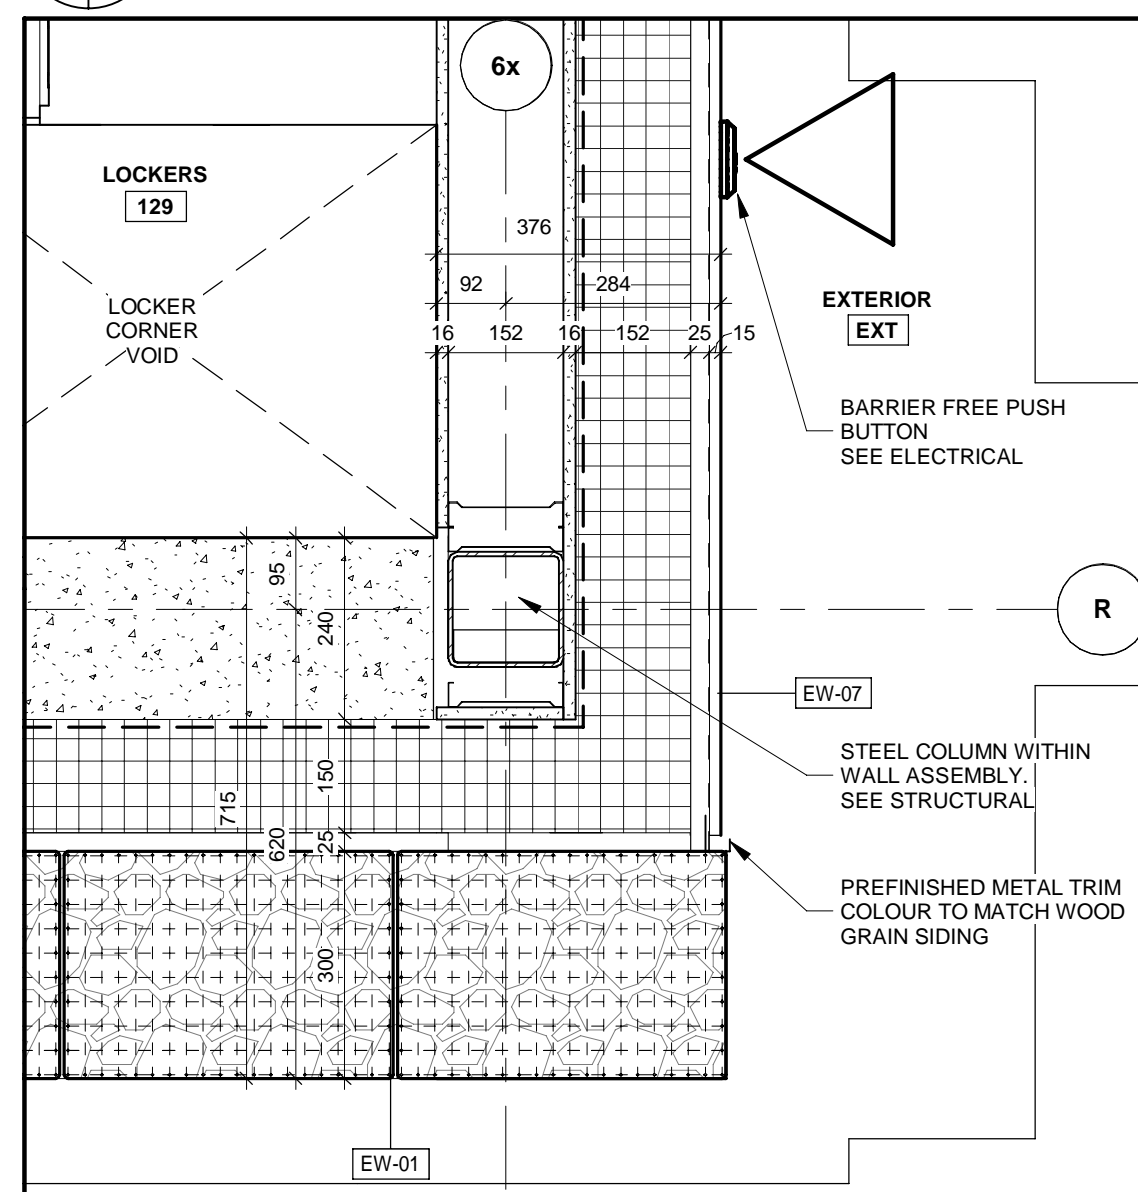 6x
LOCKERS
129
376
92
284
LOCKER
CORNER
VOID
EXTERIOR
EXT
16
152
16
152
25
15
BARRIER FREE PUSH
BUTTON
SEE ELECTRICAL
95
240
R
EW-07
STEEL COLUMN WITHIN
WALL ASSEMBLY.
SEE STRUCTURAL
150
715
620
25
PREFINISHED METAL TRIM
COLOUR TO MATCH WOOD
GRAIN SIDING
300
EW-01